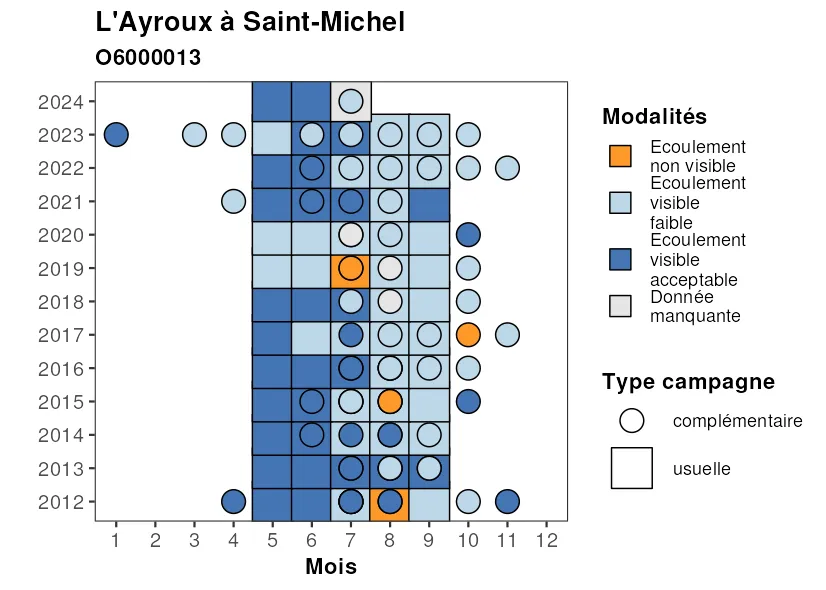 L'Ayroux à Saint-Michel
O6000013
2024
2023
2022
2021
2020
2019
2018
2017
2016
2015
2014
2013
2012
1 2 3 4 5 6 7 8 9 10 11 12
Mois
Modalités
Ecoulement
non visible
Ecoulement
visible
faible
Ecoulement
visible
acceptable
Donnée
manquante
Type campagne
complémentaire
usuelle